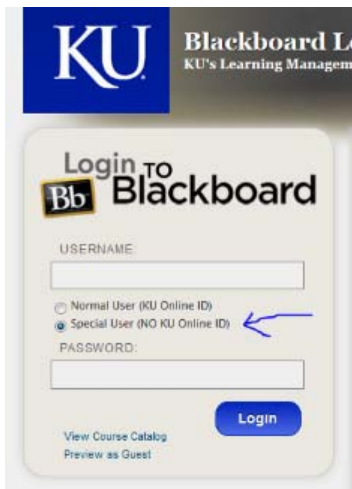 KU
Blackboard L
KU's Learning Managem
Login TO
Bb Blackboard
USERNAME
Normal User (KU Online ID)
Special User (NO KU Online ID)
PASSWORD:
Login
View Course Catalog
Preview as Guest